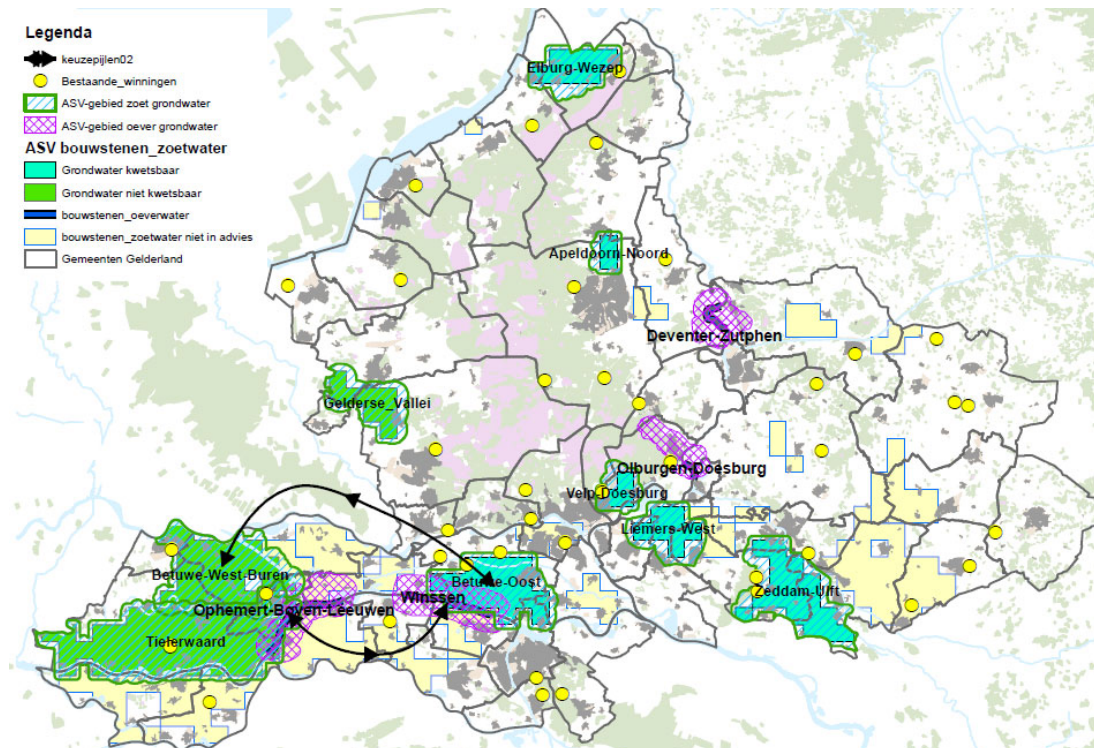 Legenda
keuzepijlen02
Bestaande_winningen
ASV-gebied zoet grondwater
ASV-gebied oever grondwater
ASV bouwstenen_zoetwater
Grondwater kwetsbaar
Grondwater niet kwetsbaar
bouwstenen_oeverwater
bouwstenen_zoetwater niet in advies
Gemeenten Gelderland
Elburg-Wezep
Apeldoorn-Noord
Deventer-Zutphen
Gelderse_Vallei
Olburgen-Doesburg
Velp-Doesburg
Liemers-West
Betuwe-West-Buren
Betuwe-Oost
Zeddam-Ulft
Winssen
Ophemert-Boven-Leeuwen
Tielerwaard